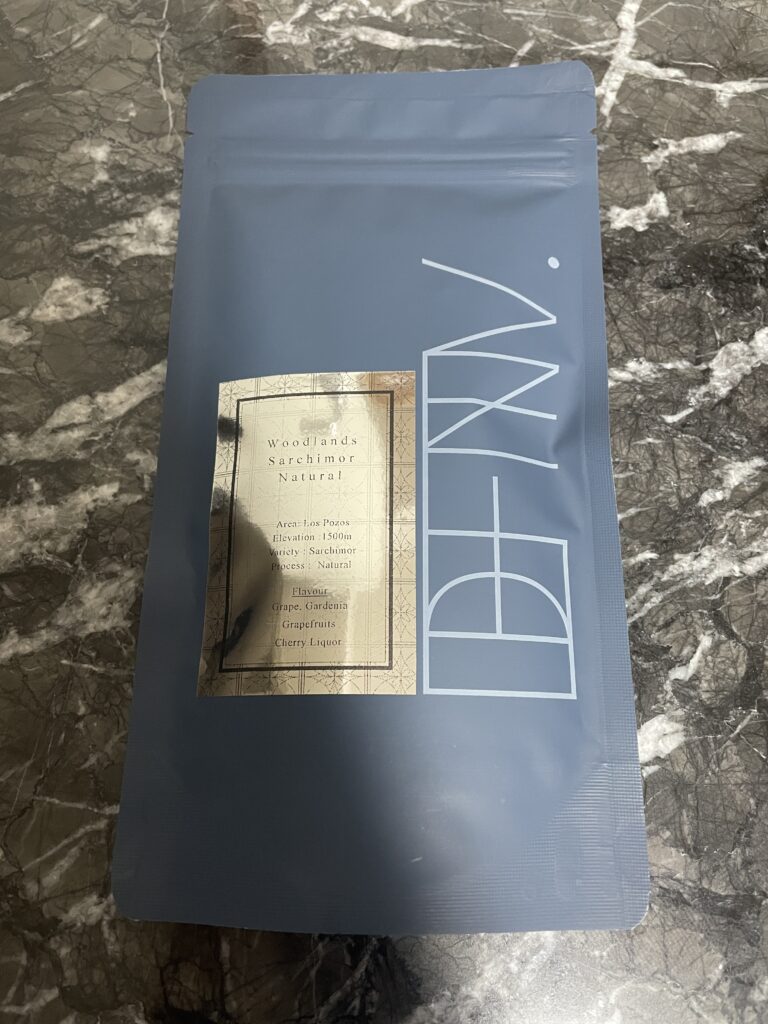 Woodlands
Sarchimor
Natural
Area: Los Pozos
Elevation :1500m
Variety : Sarchimor
Process : Natural
Flavour
Grape, Gardenia
Grapefruits
Cherry Liquor